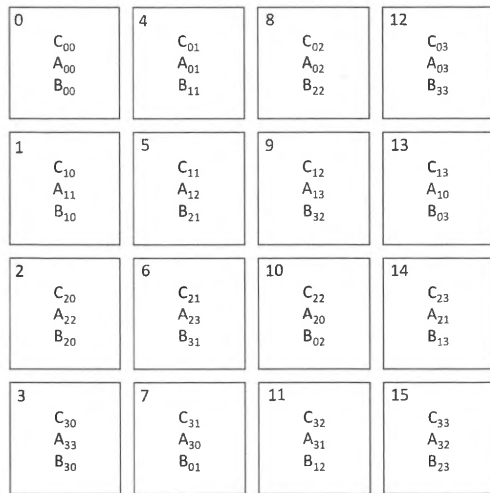 0
C₀₀
A₀₀
B₀₀
4
C₀₁
A₀₁
B₁₁
8
C₀₂
A₀₂
B₂₂
12
C₀₃
A₀₃
B₃₃
1
C₁₀
A₁₁
B₁₀
5
C₁₁
A₁₂
B₂₁
9
C₁₂
A₁₃
B₃₂
13
C₁₃
A₁₀
B₀₃
2
C₂₀
A₂₂
B₂₀
6
C₂₁
A₂₃
B₃₁
10
C₂₂
A₂₀
B₀₂
14
C₂₃
A₂₁
B₁₃
3
C₃₀
A₃₃
B₃₀
7
C₃₁
A₃₀
B₀₁
11
C₃₂
A₃₁
B₁₂
15
C₃₃
A₃₂
B₂₃